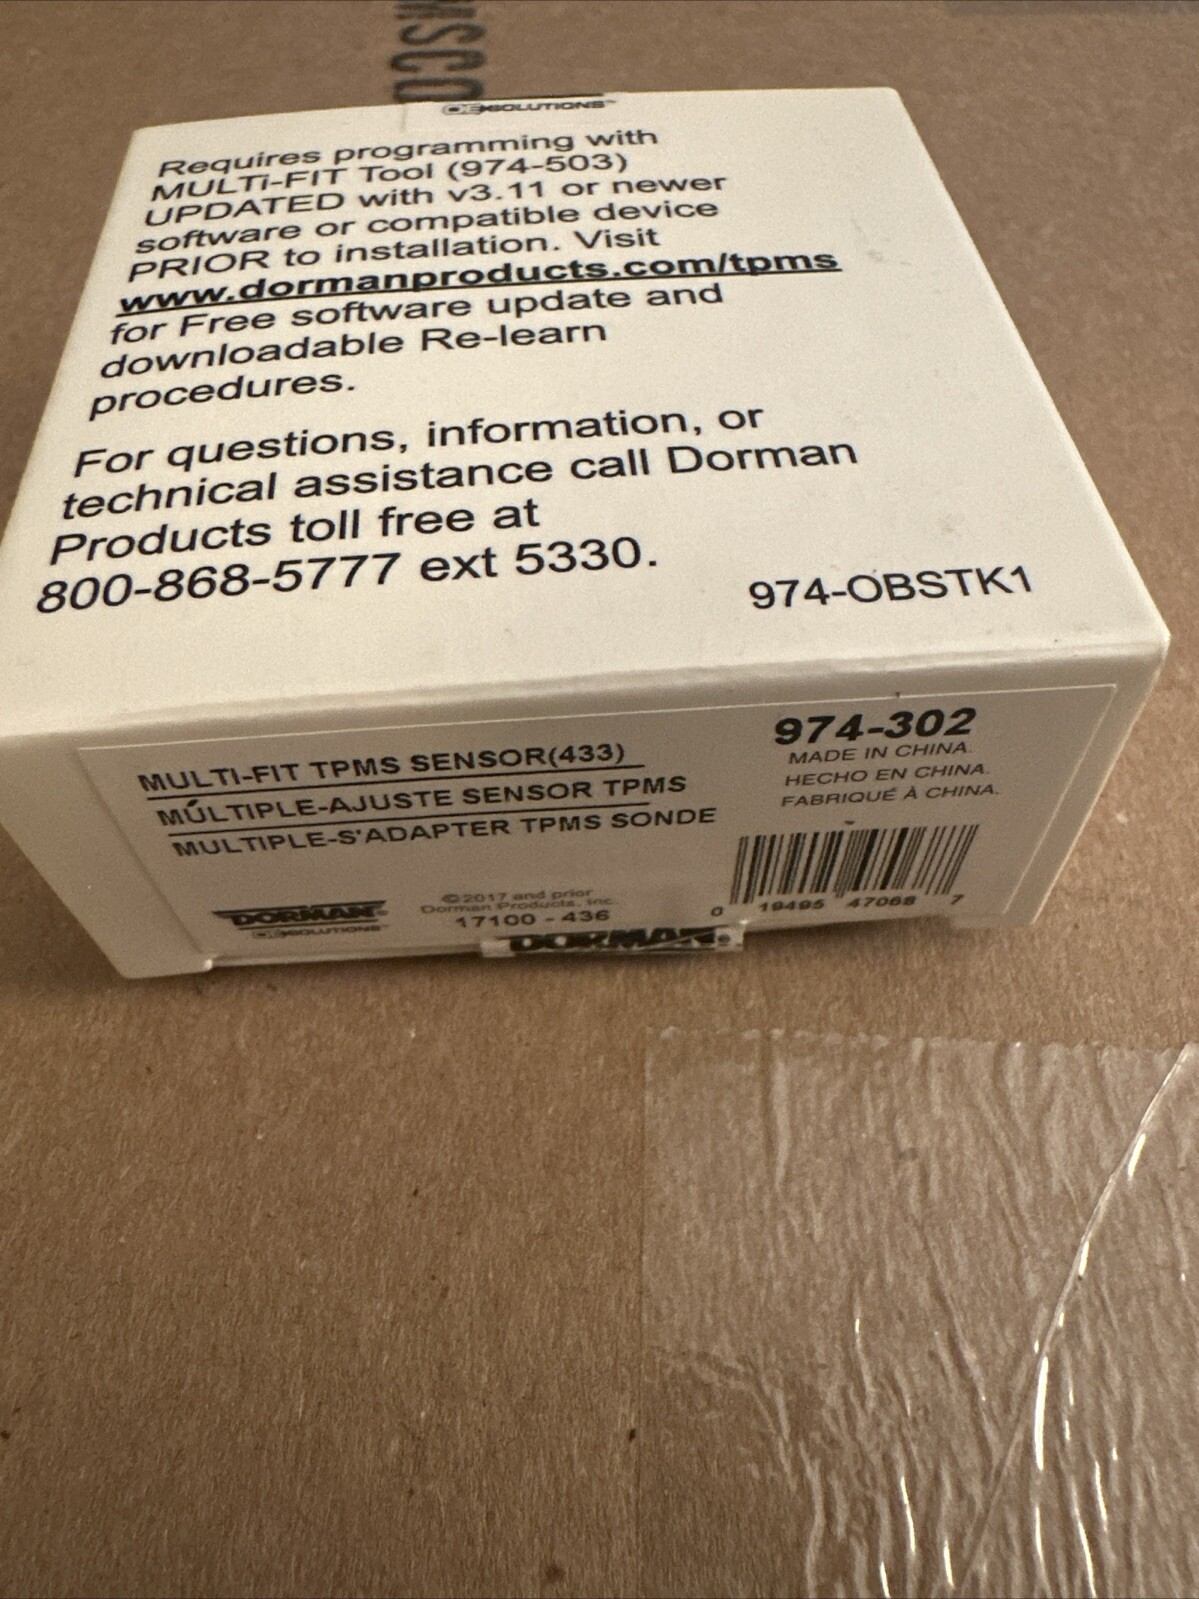 OE SOLUTIONS™
Requires programming with
MULTi-FIT Tool (974-503)
UPDATED with v3.11 or newer
software or compatible device
PRIOR to installation. Visit
www.dormanproducts.com/tpms
for Free software update and
downloadable Re-learn
procedures.
For questions, information, or
technical assistance call Dorman
Products toll free at
800-868-5777 ext 5330.
974-OBSTK1
MULTI-FIT TPMS SENSOR(433)
MÚLTIPLE-AJUSTE SENSOR TPMS
MULTIPLE-S'ADAPTER TPMS SONDE
974-302
MADE IN CHINA.
HECHO EN CHINA.
FABRIQUÉ À CHINA.
DORMAN®
OE SOLUTIONS™
©2017 and prior
Dorman Products, Inc.
17100 - 436
0 19495 47068 7
DORMAN®